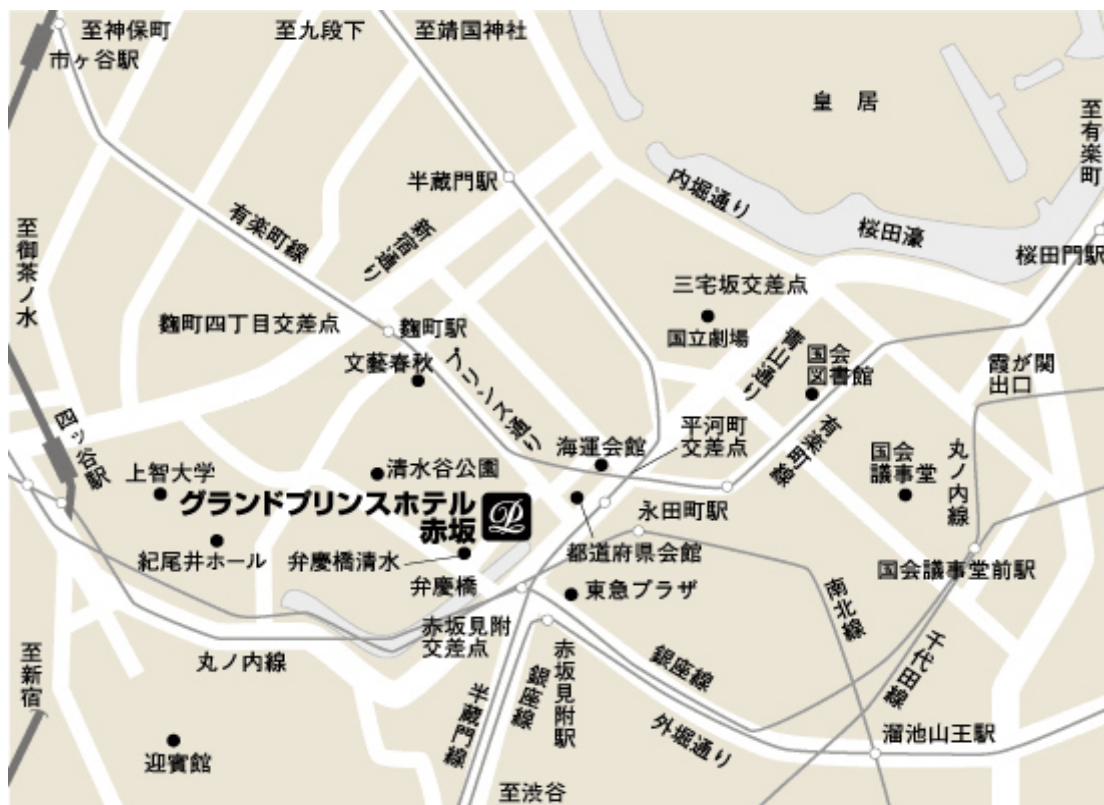 至神保町
至九段下
至靖国神社
市ヶ谷駅
皇 居
至有楽町
半蔵門駅
内堀通り
有楽町線
新宿通り
桜田濠
至御茶ノ水
桜田門駅
三宅坂交差点
麹町四丁目交差点
麹町駅
国立劇場
青山通り
国会
図書館
文藝春秋
プリンス通り
霞が関
出口
四ッ谷駅
平河町
交差点
有楽町線
海運会館
国会
議事堂
丸ノ内線
上智大学
清水谷公園
グランドプリンスホテル
赤坂
永田町駅
紀尾井ホール
弁慶橋清水
都道府県会館
国会議事堂前駅
弁慶橋
東急プラザ
南北線
赤坂見附
交差点
千代田線
至新宿
丸ノ内線
赤坂見附駅
銀座線
銀座線
半蔵門線
外堀通り
溜池山王駅
迎賓館
至渋谷